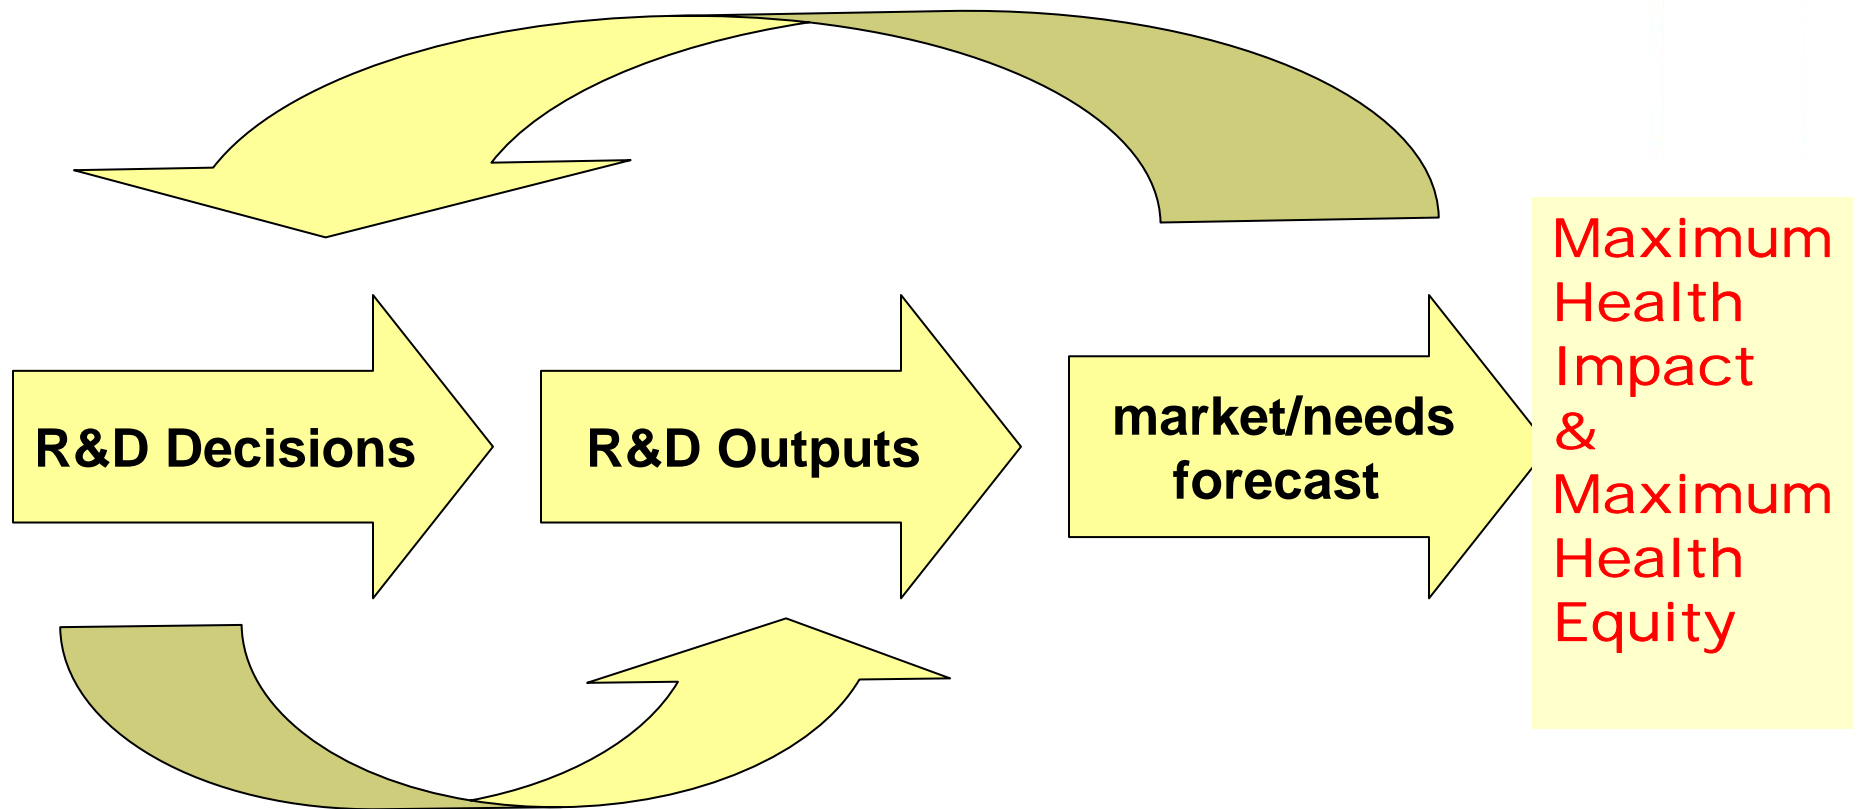 R&D Decisions
R&D Outputs
market/needs
forecast
Maximum
Health
Impact
&
Maximum
Health
Equity